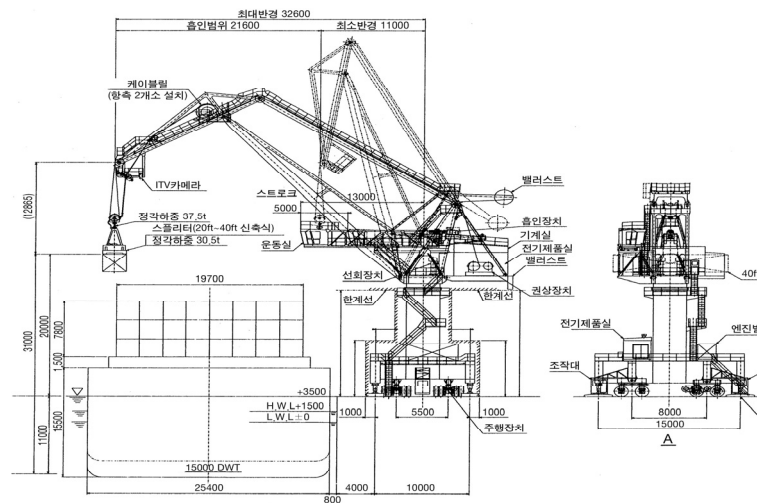 최대반경 32600
흡인범위 21600
최소반경 11000
케이블릴
(항측 2개소 설치)
ITV카메라
밸러스트
스트로크
13000
5000
흡인장치
기계실
전기제품실
밸러스트
정각하중 37,5t
스플리터(20ft~40ft 신축식)
정각하중 30,5t
운동실
선회장치
권상장치
한계선
한계선
(12865)
19700
31000
20000
7800
1,500
11000
15500
+3500
H,W,L+1500
L,W,L±0
15000 DWT
1000
5500
1000
주행장치
25400
800
4000
10000
40ft
전기제품실
엔진
조작대
8000
15000
A